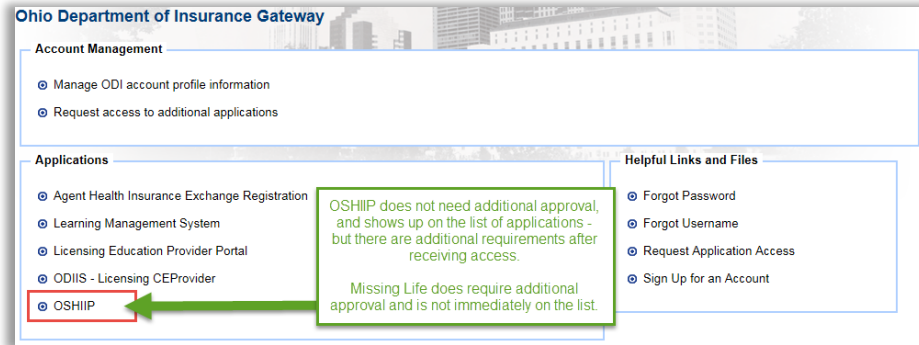 Ohio Department of Insurance Gateway
Account Management
Manage ODI account profile information
Request access to additional applications
Applications
Agent Health Insurance Exchange Registration
Learning Management System
Licensing Education Provider Portal
ODIIS - Licensing CEProvider
OSHIIP
OSHIIP does not need additional approval,
and shows up on the list of applications -
but there are additional requirements after
receiving access.
Missing Life does require additional
approval and is not immediately on the list.
Helpful Links and Files
Forgot Password
Forgot Username
Request Application Access
Sign Up for an Account